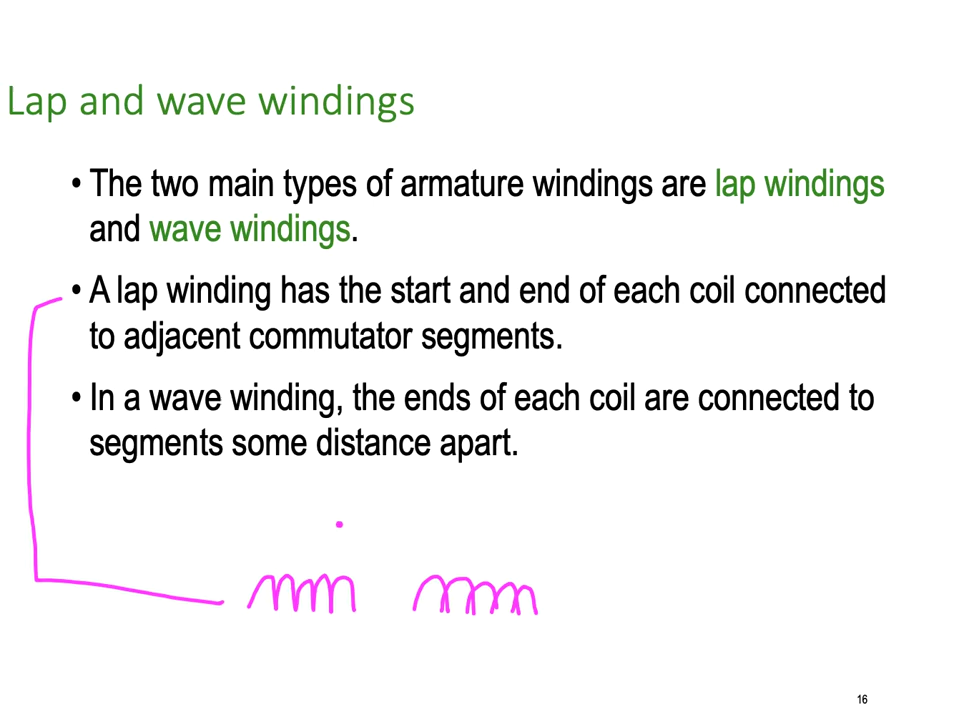 Lap and wave windings
• The two main types of armature windings are lap windings
and wave windings.
• A lap winding has the start and end of each coil connected
to adjacent commutator segments.
• In a wave winding, the ends of each coil are connected to
segments some distance apart.
16